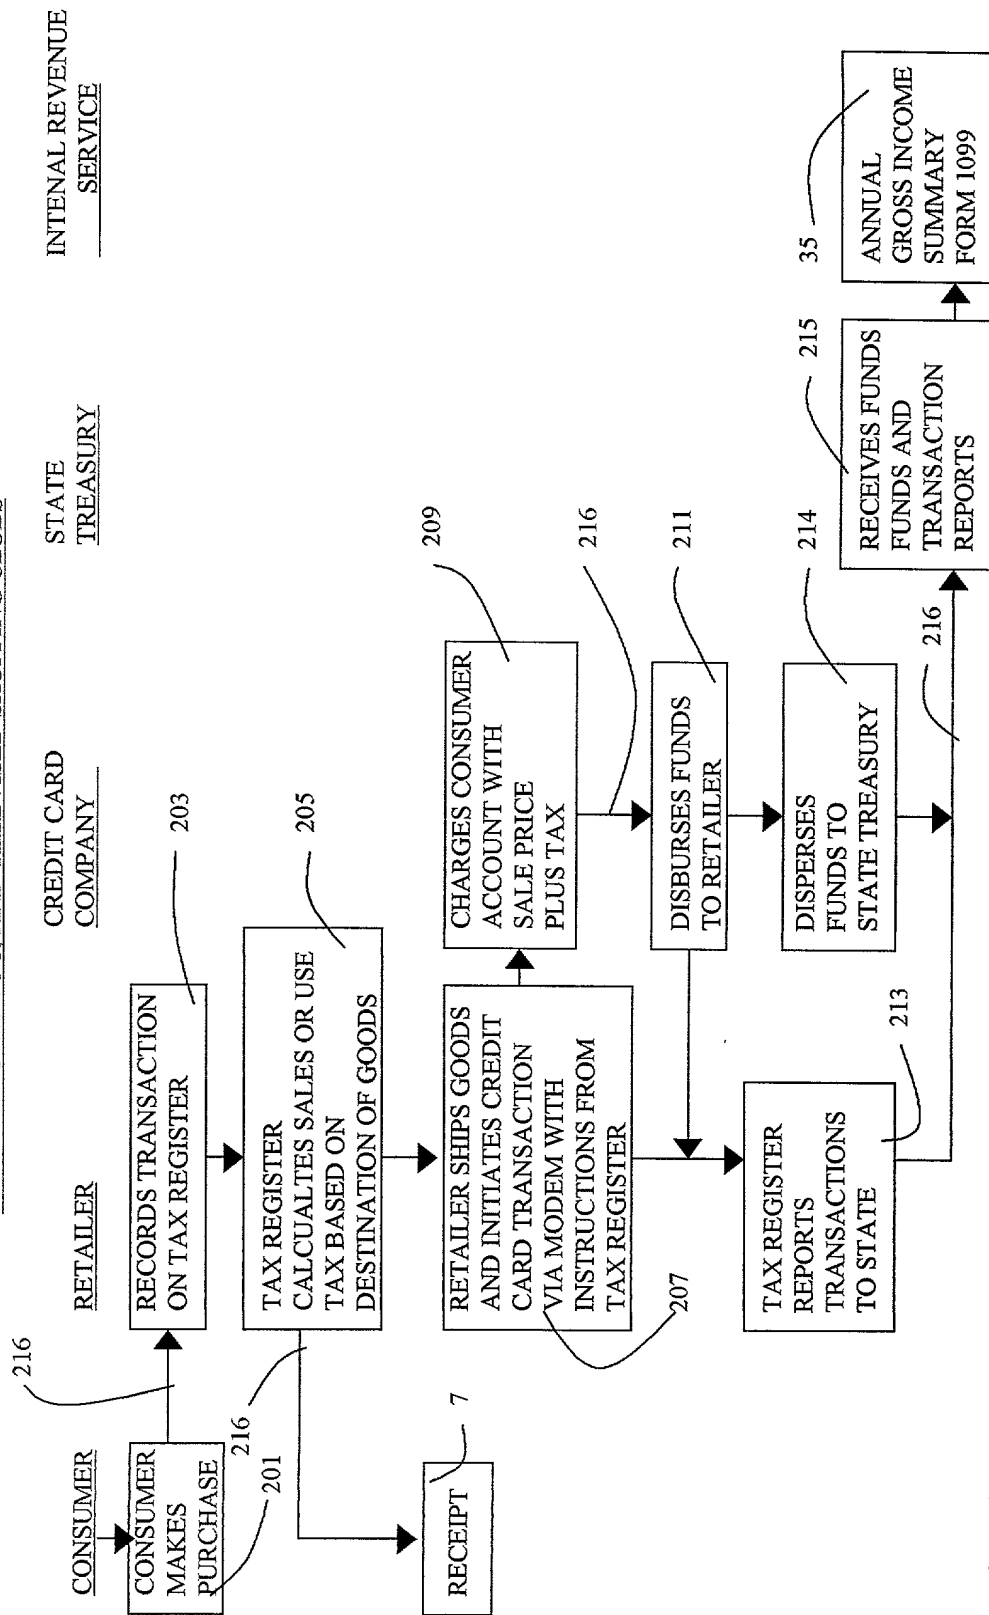 CONSUMER
RETAILER
CREDIT CARD
COMPANY
STATE
TREASURY
INTENAL REVENUE
SERVICE
216
CONSUMER
MAKES
PURCHASE
201
RECORDS TRANSACTION
ON TAX REGISTER
203
TAX REGISTER
CALCUALTES SALES OR USE
TAX BASED ON
DESTINATION OF GOODS
205
216
RECEIPT
7
RETAILER SHIPS GOODS
AND INITIATES CREDIT
CARD TRANSACTION
VIA MODEM WITH
INSTRUCTIONS FROM
TAX REGISTER
207
CHARGES CONSUMER
ACCOUNT WITH
SALE PRICE
PLUS TAX
209
216
DISBURSES FUNDS
TO RETAILER
211
TAX REGISTER
REPORTS
TRANSACTIONS
TO STATE
213
DISPERSES
FUNDS TO
STATE TREASURY
214
216
RECEIVES FUNDS
FUNDS AND
TRANSACTION
REPORTS
215
ANNUAL
GROSS INCOME
SUMMARY
FORM 1099
35